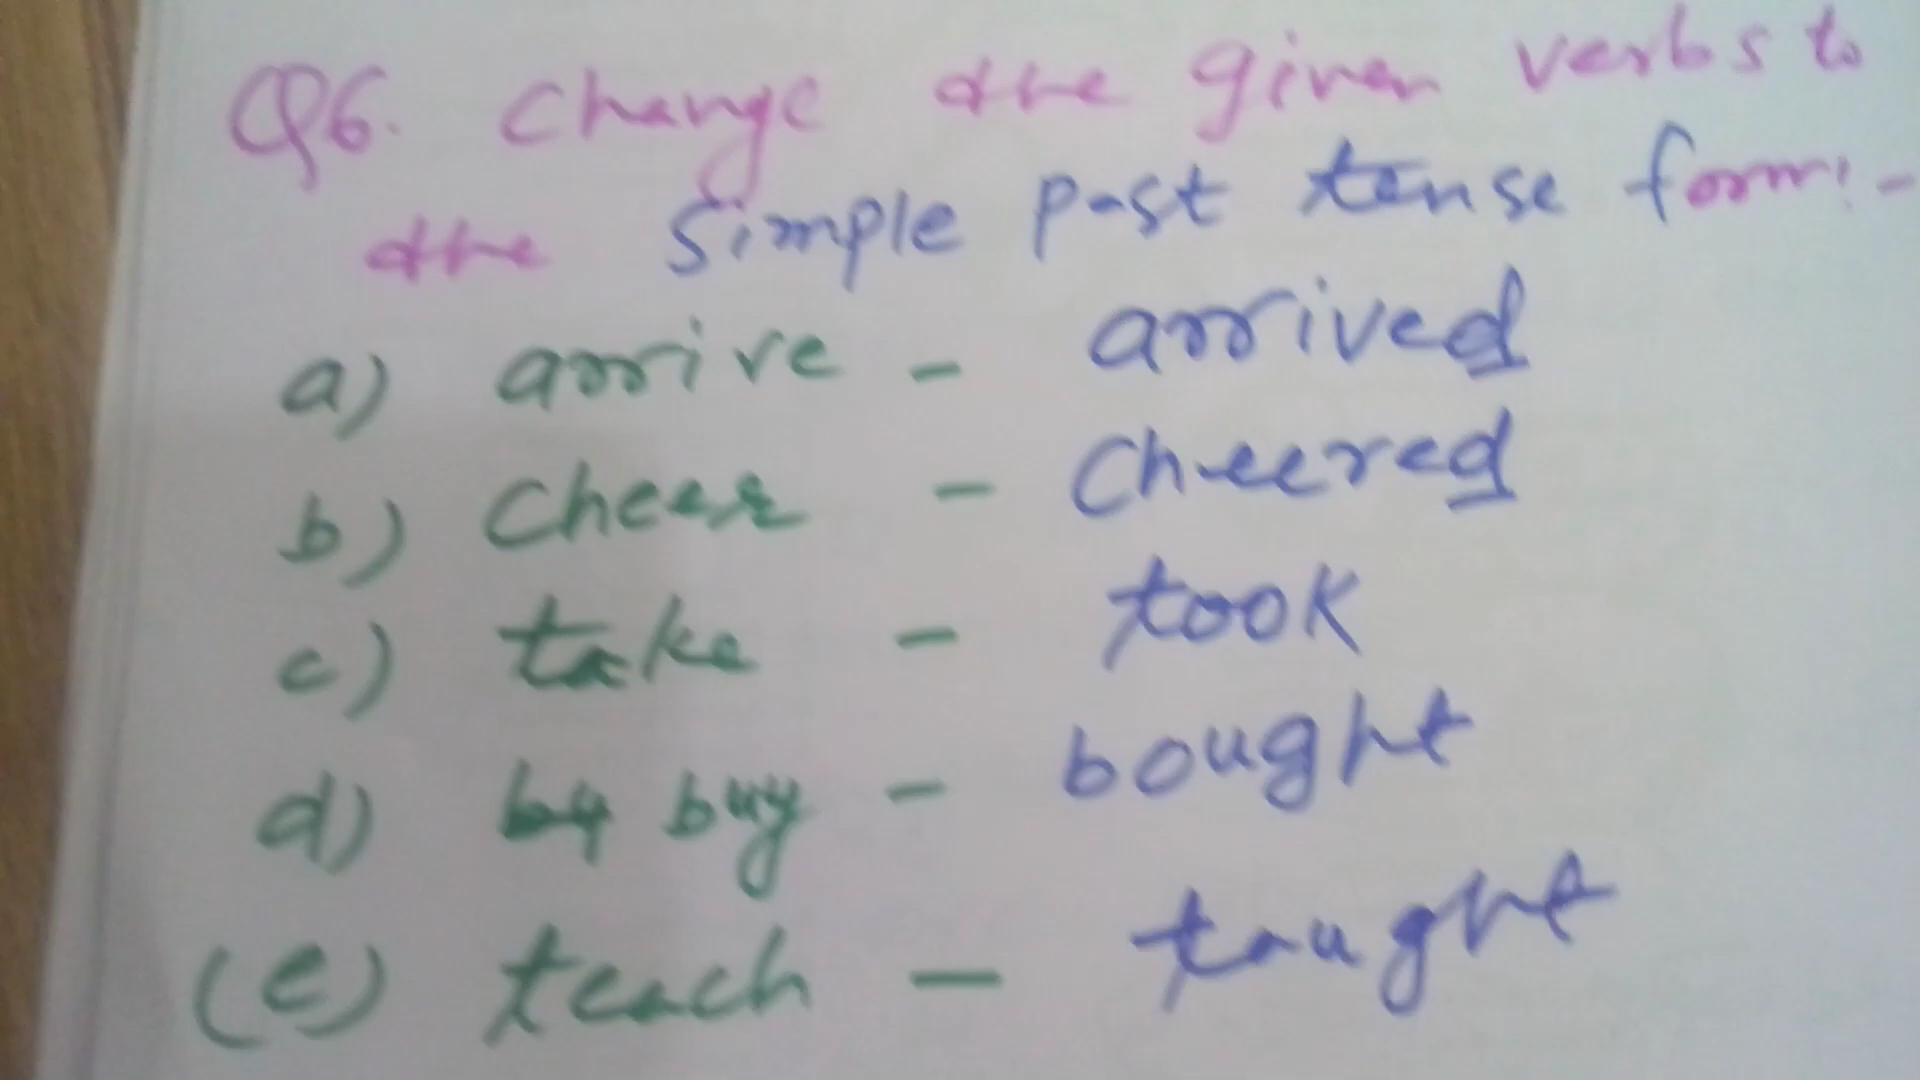 Q6. Change the given verbs to
the simple past tense form:-
a) arrive - arrived
b) cheer - cheered
c) take - took
d) by buy - bought
(e) teach - taught